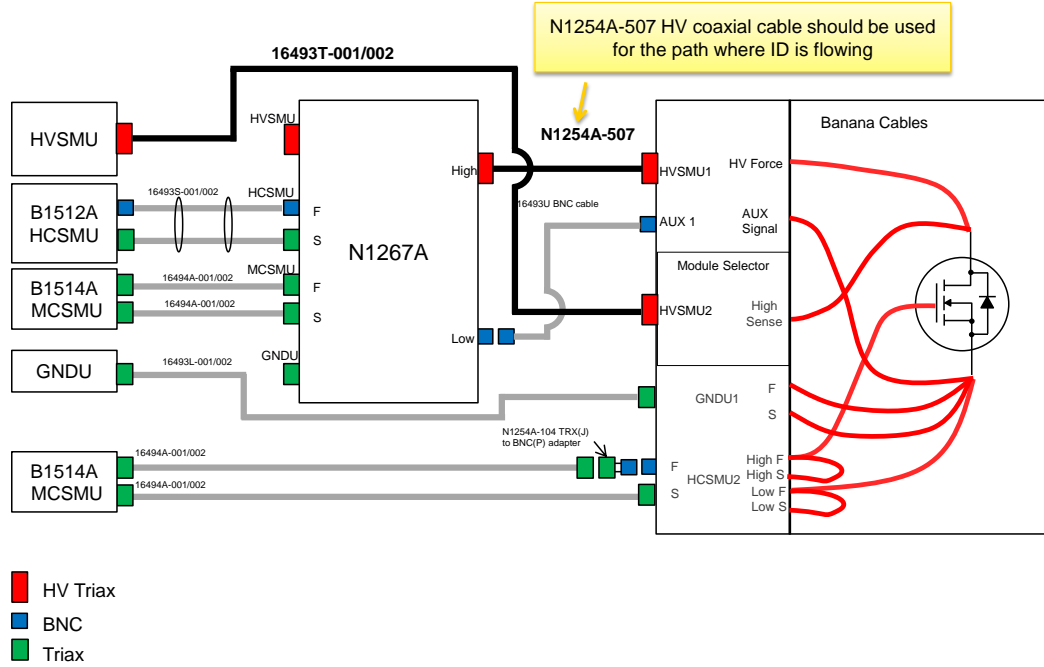 N1254A-507 HV coaxial cable should be used
for the path where ID is flowing
16493T-001/002
HVSMU
HVSMU
N1254A-507
Banana Cables
High
HVSMU1
HV Force
16493S-001/002
HCSMU
B1512A
HCSMU
F
S
16493U BNC cable
AUX 1
AUX
Signal
N1267A
Module Selector
16494A-001/002
MCSMU
B1514A
MCSMU
F
16494A-001/002
S
HVSMU2
High
Sense
Low
GNDU
16493L-001/002
GNDU
GNDU1
F
S
N1254A-104 TRX(J)
to BNC(P) adapter
16494A-001/002
B1514A
MCSMU
16494A-001/002
F
S
HCSMU2
High F
High S
Low F
Low S
HV Triax
BNC
Triax